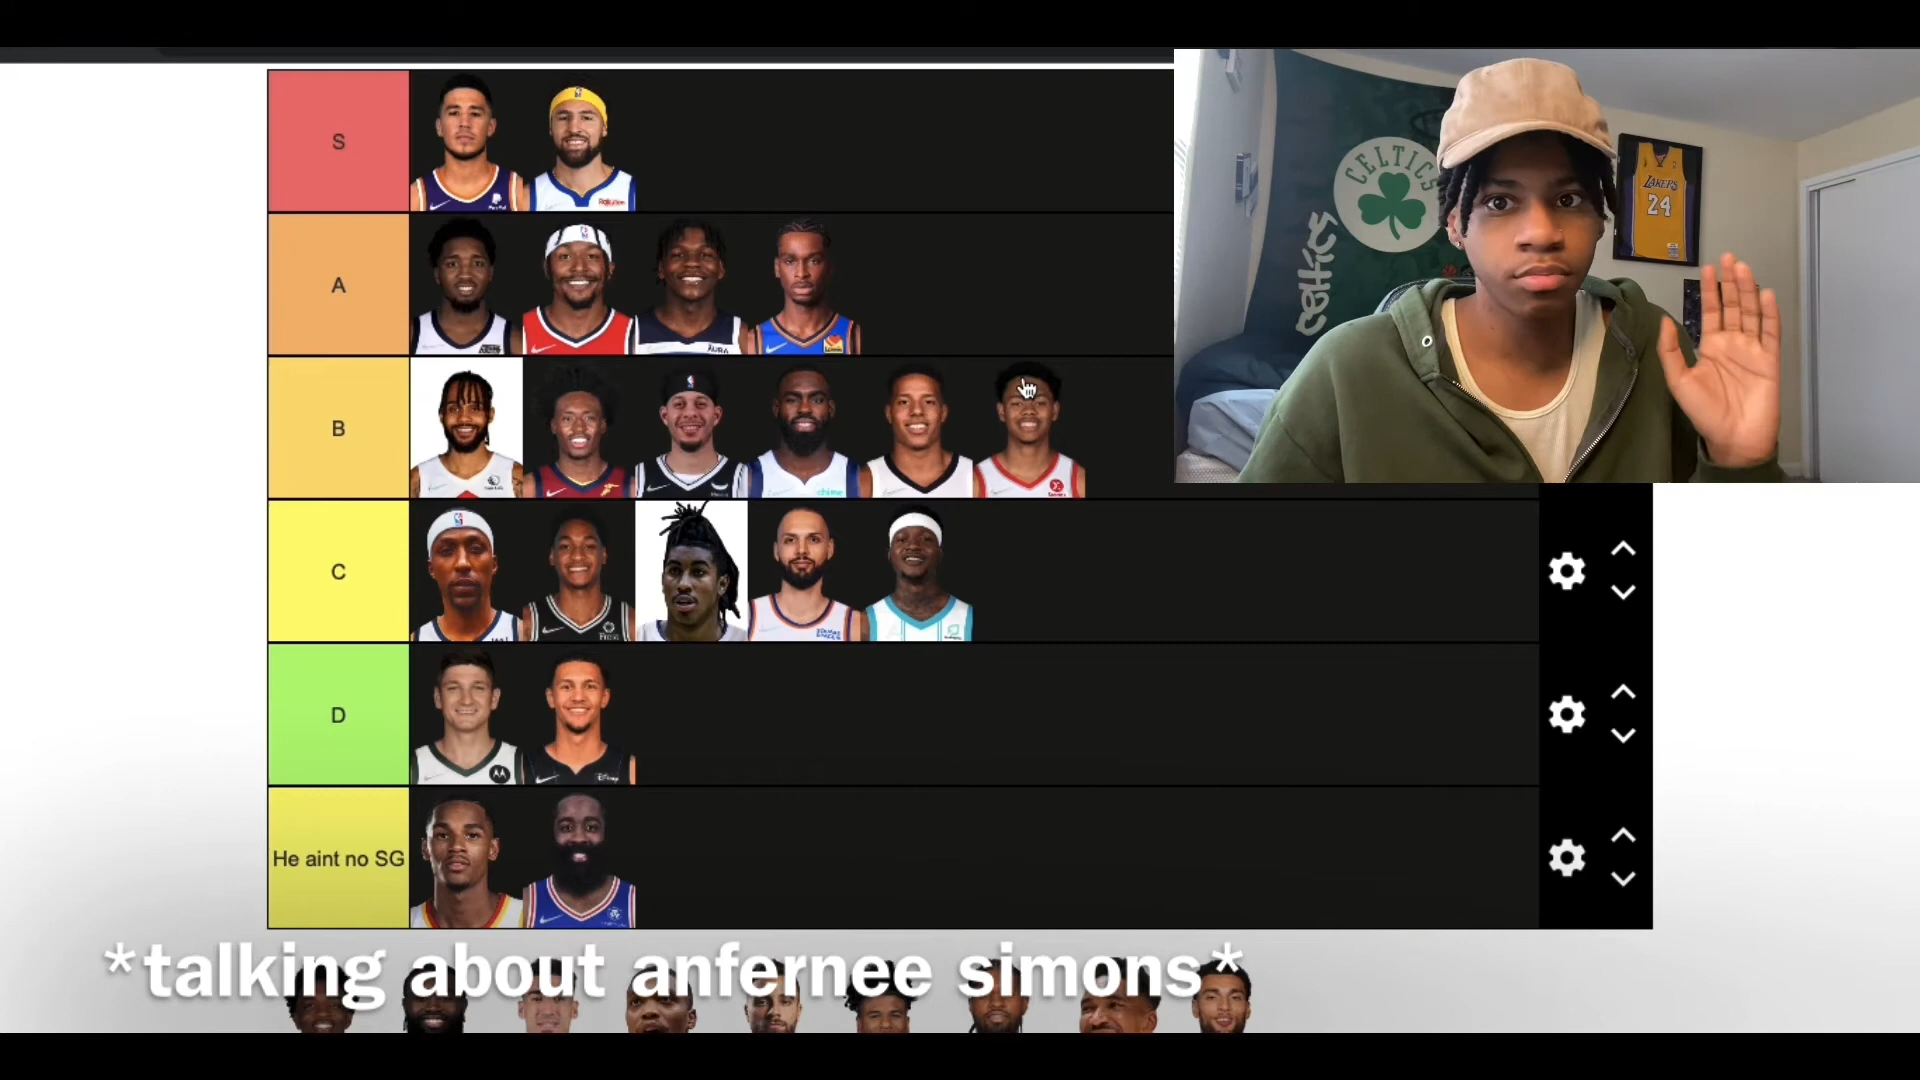 S
A
B
C
D
He aint no SG
CELTICS
celtics
LAKERS
24
*talking about anfernee simons*